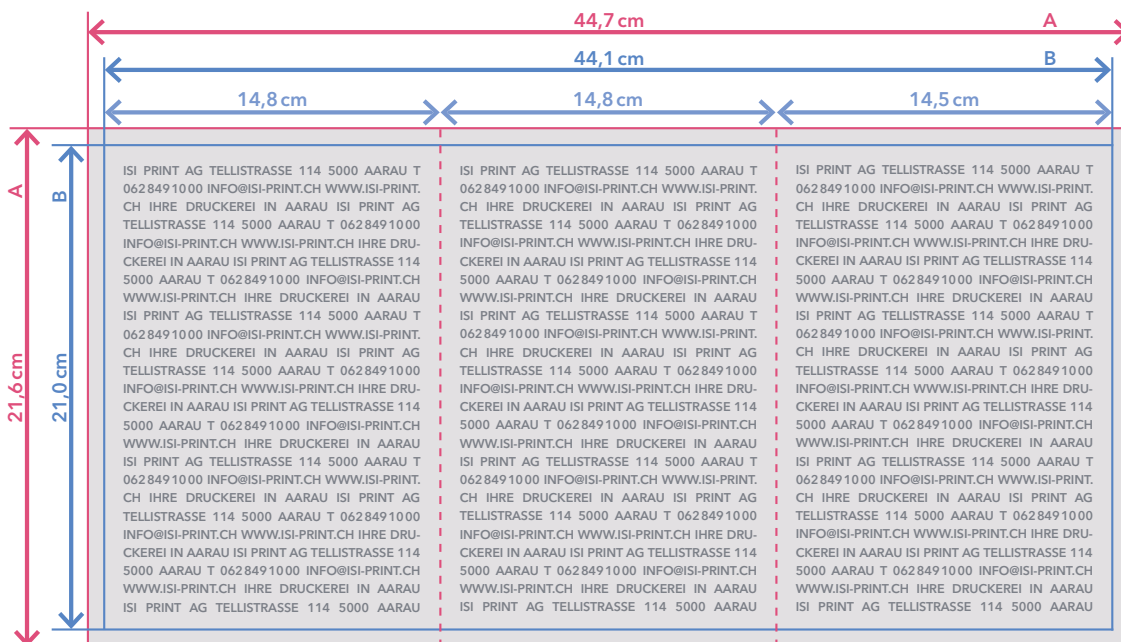 44,7 cm A
44,1 cm B
14,8 cm 14,8 cm 14,5 cm
A
B
21,6 cm
21,0 cm
ISI PRINT AG TELLISTRASSE 114 5000 AARAU T
0628491000 INFO@ISI-PRINT.CH WWW.ISI-PRINT.
CH IHRE DRUCKEREI IN AARAU ISI PRINT AG
TELLISTRASSE 114 5000 AARAU T 0628491000
INFO@ISI-PRINT.CH WWW.ISI-PRINT.CH IHRE DRU-
CKEREI IN AARAU ISI PRINT AG TELLISTRASSE 114
5000 AARAU T 0628491000 INFO@ISI-PRINT.CH
WWW.ISI-PRINT.CH IHRE DRUCKEREI IN AARAU
ISI PRINT AG TELLISTRASSE 114 5000 AARAU T
0628491000 INFO@ISI-PRINT.CH WWW.ISI-PRINT.
CH IHRE DRUCKEREI IN AARAU ISI PRINT AG
TELLISTRASSE 114 5000 AARAU T 0628491000
INFO@ISI-PRINT.CH WWW.ISI-PRINT.CH IHRE DRU-
CKEREI IN AARAU ISI PRINT AG TELLISTRASSE 114
5000 AARAU T 0628491000 INFO@ISI-PRINT.CH
WWW.ISI-PRINT.CH IHRE DRUCKEREI IN AARAU
ISI PRINT AG TELLISTRASSE 114 5000 AARAU T
0628491000 INFO@ISI-PRINT.CH WWW.ISI-PRINT.
CH IHRE DRUCKEREI IN AARAU ISI PRINT AG
TELLISTRASSE 114 5000 AARAU T 0628491000
INFO@ISI-PRINT.CH WWW.ISI-PRINT.CH IHRE DRU-
CKEREI IN AARAU ISI PRINT AG TELLISTRASSE 114
5000 AARAU T 0628491000 INFO@ISI-PRINT.CH
WWW.ISI-PRINT.CH IHRE DRUCKEREI IN AARAU
ISI PRINT AG TELLISTRASSE 114 5000 AARAU
ISI PRINT AG TELLISTRASSE 114 5000 AARAU T
0628491000 INFO@ISI-PRINT.CH WWW.ISI-PRINT.
CH IHRE DRUCKEREI IN AARAU ISI PRINT AG
TELLISTRASSE 114 5000 AARAU T 0628491000
INFO@ISI-PRINT.CH WWW.ISI-PRINT.CH IHRE DRU-
CKEREI IN AARAU ISI PRINT AG TELLISTRASSE 114
5000 AARAU T 0628491000 INFO@ISI-PRINT.CH
WWW.ISI-PRINT.CH IHRE DRUCKEREI IN AARAU
ISI PRINT AG TELLISTRASSE 114 5000 AARAU T
0628491000 INFO@ISI-PRINT.CH WWW.ISI-PRINT.
CH IHRE DRUCKEREI IN AARAU ISI PRINT AG
TELLISTRASSE 114 5000 AARAU T 0628491000
INFO@ISI-PRINT.CH WWW.ISI-PRINT.CH IHRE DRU-
CKEREI IN AARAU ISI PRINT AG TELLISTRASSE 114
5000 AARAU T 0628491000 INFO@ISI-PRINT.CH
WWW.ISI-PRINT.CH IHRE DRUCKEREI IN AARAU
ISI PRINT AG TELLISTRASSE 114 5000 AARAU T
0628491000 INFO@ISI-PRINT.CH WWW.ISI-PRINT.
CH IHRE DRUCKEREI IN AARAU ISI PRINT AG
TELLISTRASSE 114 5000 AARAU T 0628491000
INFO@ISI-PRINT.CH WWW.ISI-PRINT.CH IHRE DRU-
CKEREI IN AARAU ISI PRINT AG TELLISTRASSE 114
5000 AARAU T 0628491000 INFO@ISI-PRINT.CH
WWW.ISI-PRINT.CH IHRE DRUCKEREI IN AARAU
ISI PRINT AG TELLISTRASSE 114 5000 AARAU
ISI PRINT AG TELLISTRASSE 114 5000 AARAU T
0628491000 INFO@ISI-PRINT.CH WWW.ISI-PRINT.
CH IHRE DRUCKEREI IN AARAU ISI PRINT AG
TELLISTRASSE 114 5000 AARAU T 0628491000
INFO@ISI-PRINT.CH WWW.ISI-PRINT.CH IHRE DRU-
CKEREI IN AARAU ISI PRINT AG TELLISTRASSE 114
5000 AARAU T 0628491000 INFO@ISI-PRINT.CH
WWW.ISI-PRINT.CH IHRE DRUCKEREI IN AARAU
ISI PRINT AG TELLISTRASSE 114 5000 AARAU T
0628491000 INFO@ISI-PRINT.CH WWW.ISI-PRINT.
CH IHRE DRUCKEREI IN AARAU ISI PRINT AG
TELLISTRASSE 114 5000 AARAU T 0628491000
INFO@ISI-PRINT.CH WWW.ISI-PRINT.CH IHRE DRU-
CKEREI IN AARAU ISI PRINT AG TELLISTRASSE 114
5000 AARAU T 0628491000 INFO@ISI-PRINT.CH
WWW.ISI-PRINT.CH IHRE DRUCKEREI IN AARAU
ISI PRINT AG TELLISTRASSE 114 5000 AARAU T
0628491000 INFO@ISI-PRINT.CH WWW.ISI-PRINT.
CH IHRE DRUCKEREI IN AARAU ISI PRINT AG
TELLISTRASSE 114 5000 AARAU T 0628491000
INFO@ISI-PRINT.CH WWW.ISI-PRINT.CH IHRE DRU-
CKEREI IN AARAU ISI PRINT AG TELLISTRASSE 114
5000 AARAU T 0628491000 INFO@ISI-PRINT.CH
WWW.ISI-PRINT.CH IHRE DRUCKEREI IN AARAU
ISI PRINT AG TELLISTRASSE 114 5000 AARAU